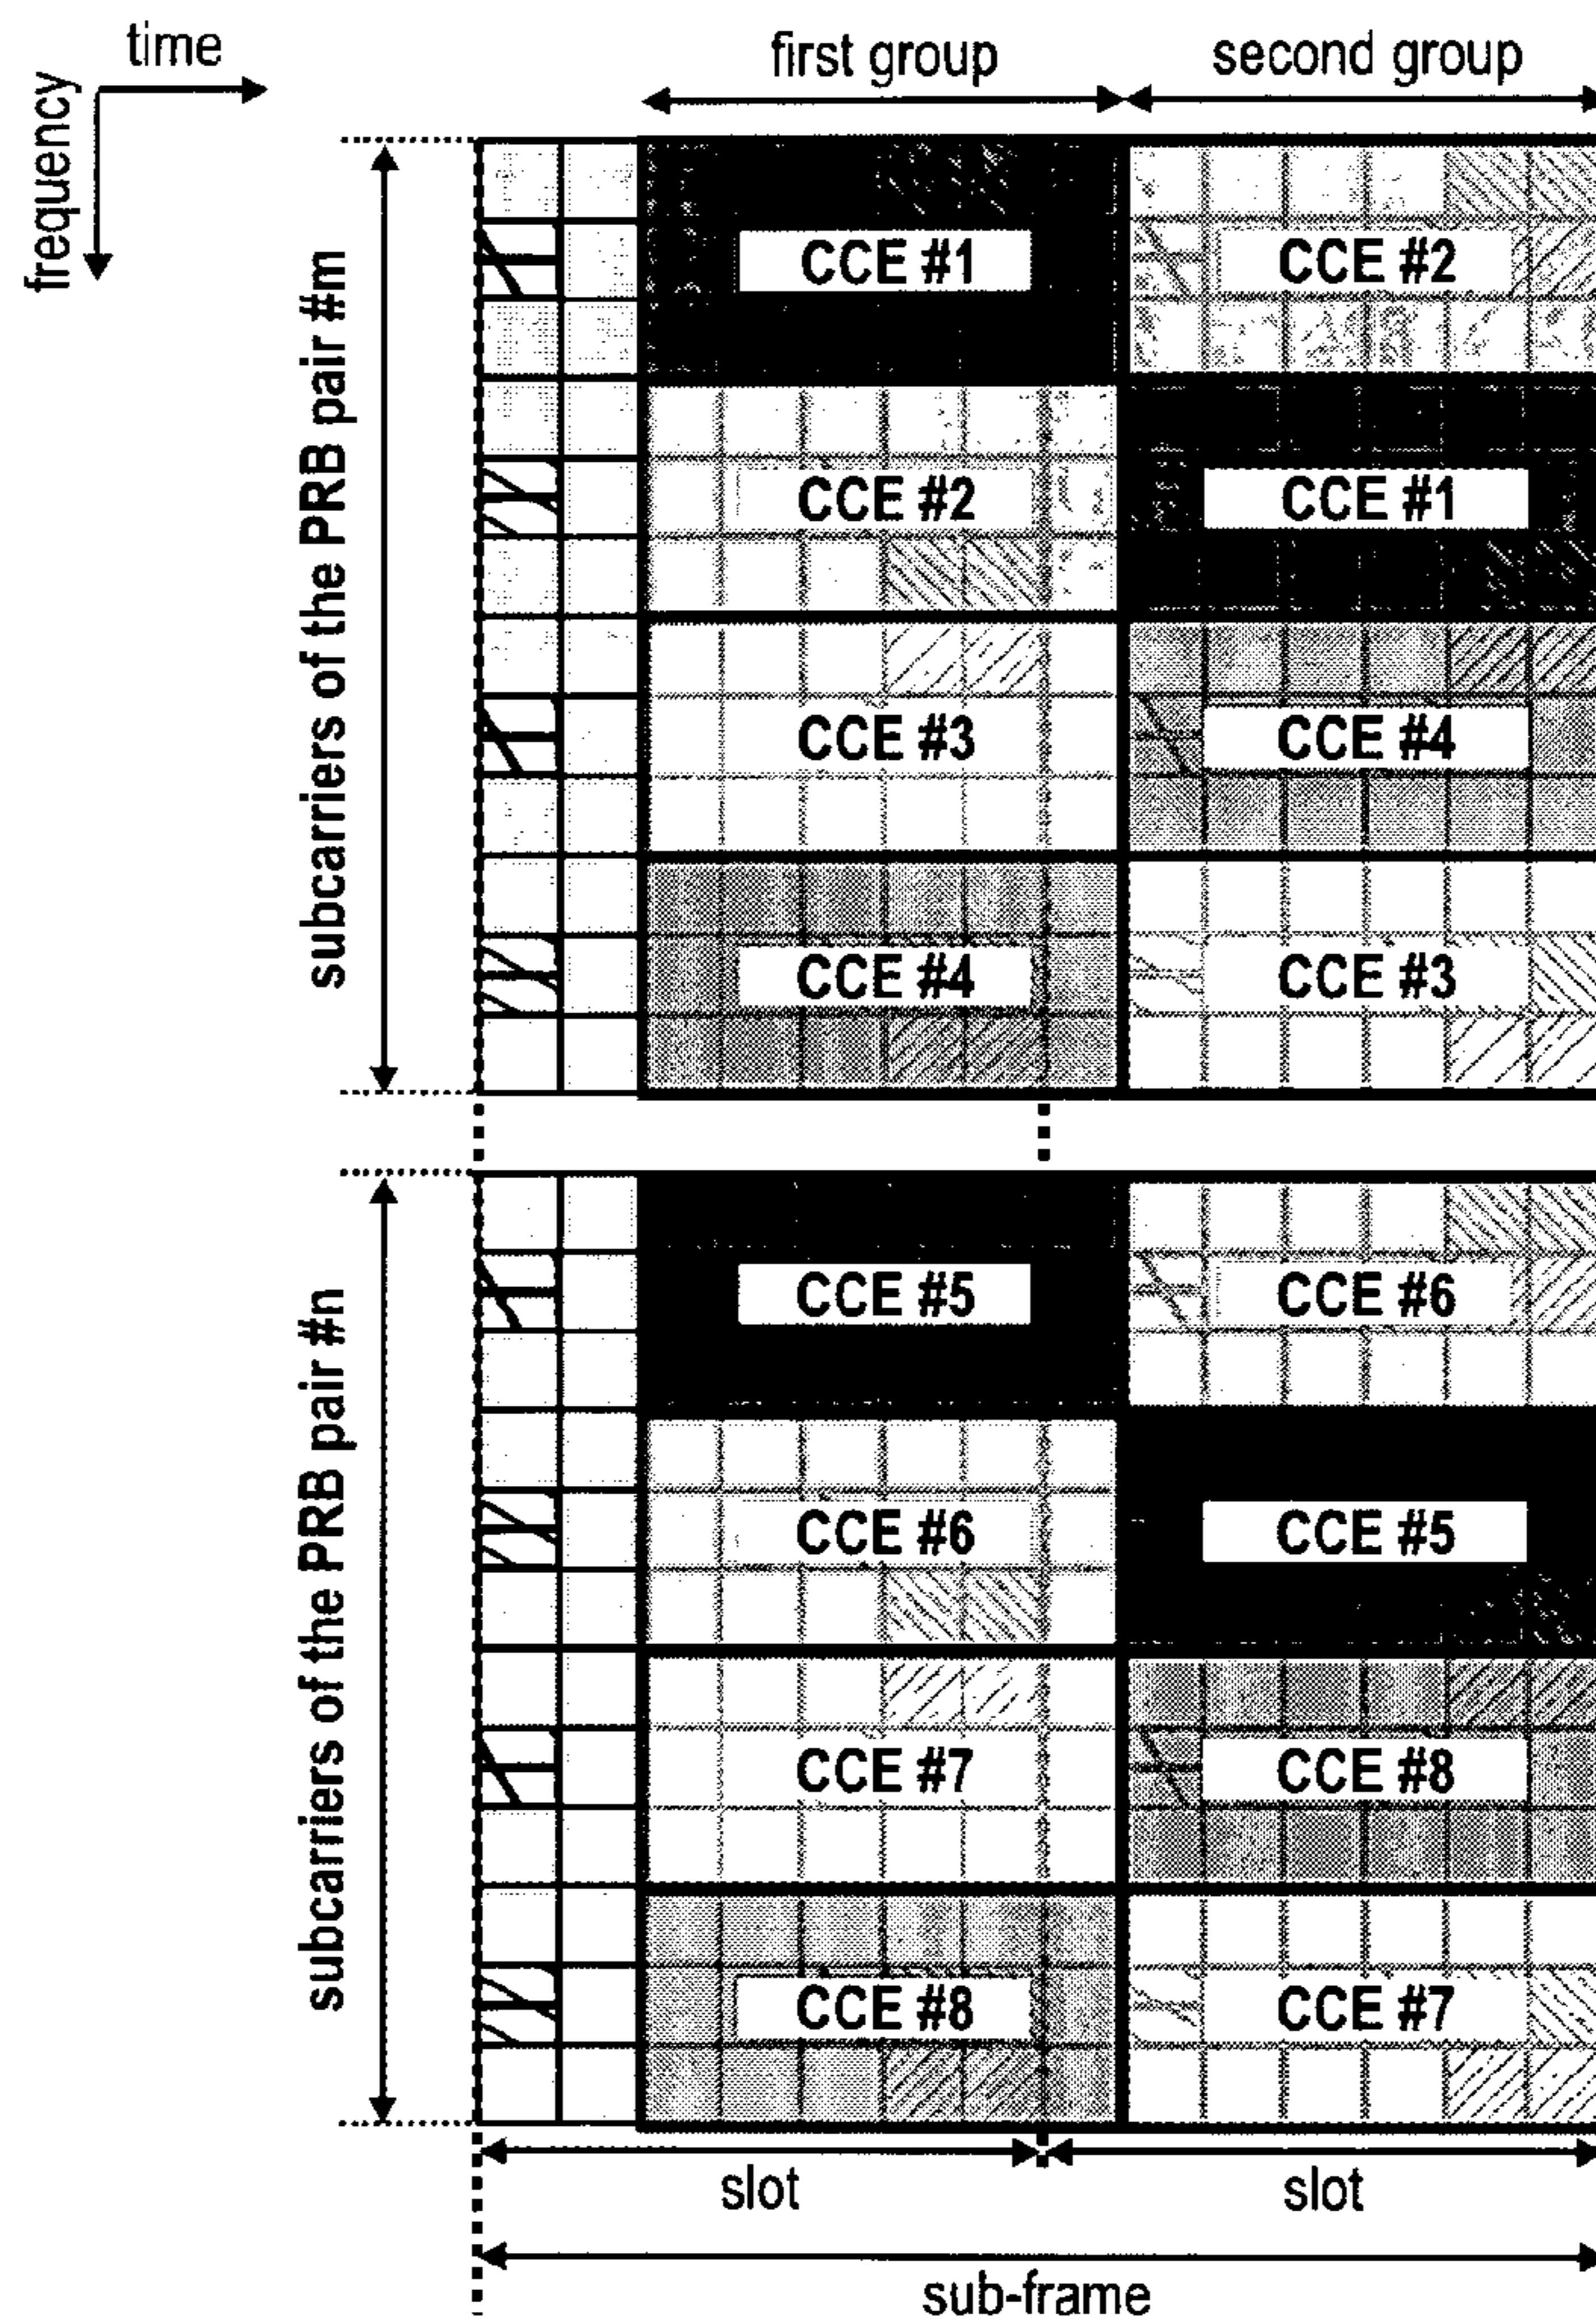 time
first group
second group
frequency
subcarriers of the PRB pair #m
CCE #1
CCE #2
CCE #2
CCE #1
CCE #3
CCE #4
CCE #4
CCE #3
subcarriers of the PRB pair #n
CCE #5
CCE #6
CCE #6
CCE #5
CCE #7
CCE #8
CCE #8
CCE #7
slot
slot
sub-frame